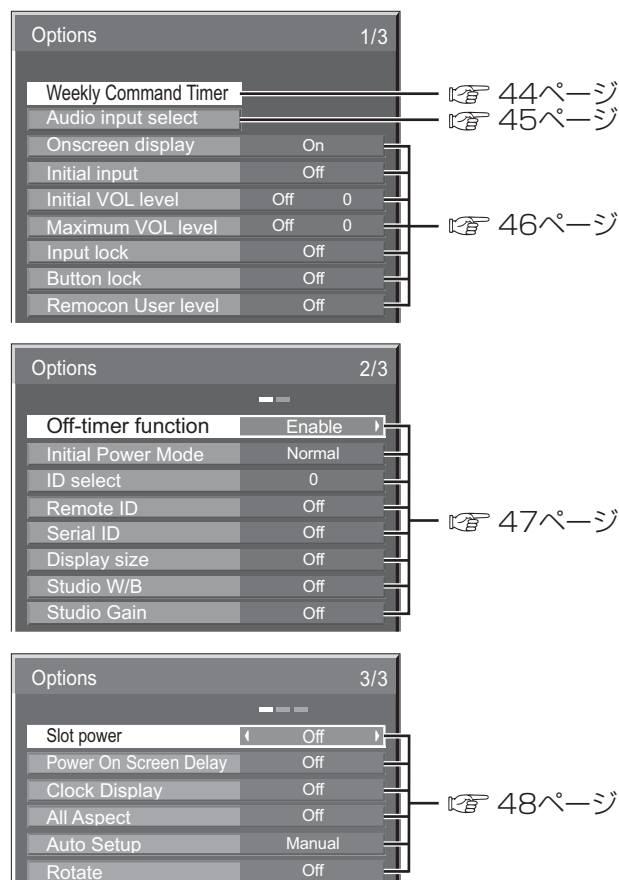 Options 1/3
Weekly Command Timer ☞ 44ページ
Audio input select ☞ 45ページ
Onscreen display On
Initial input Off
Initial VOL level Off 0
Maximum VOL level Off 0 ☞ 46ページ
Input lock Off
Button lock Off
Remocon User level Off
Options 2/3
Off-timer function Enable
Initial Power Mode Normal
ID select 0
Remote ID Off
Serial ID Off ☞ 47ページ
Display size Off
Studio W/B Off
Studio Gain Off
Options 3/3
Slot power Off
Power On Screen Delay Off
Clock Display Off
All Aspect Off ☞ 48ページ
Auto Setup Manual
Rotate Off